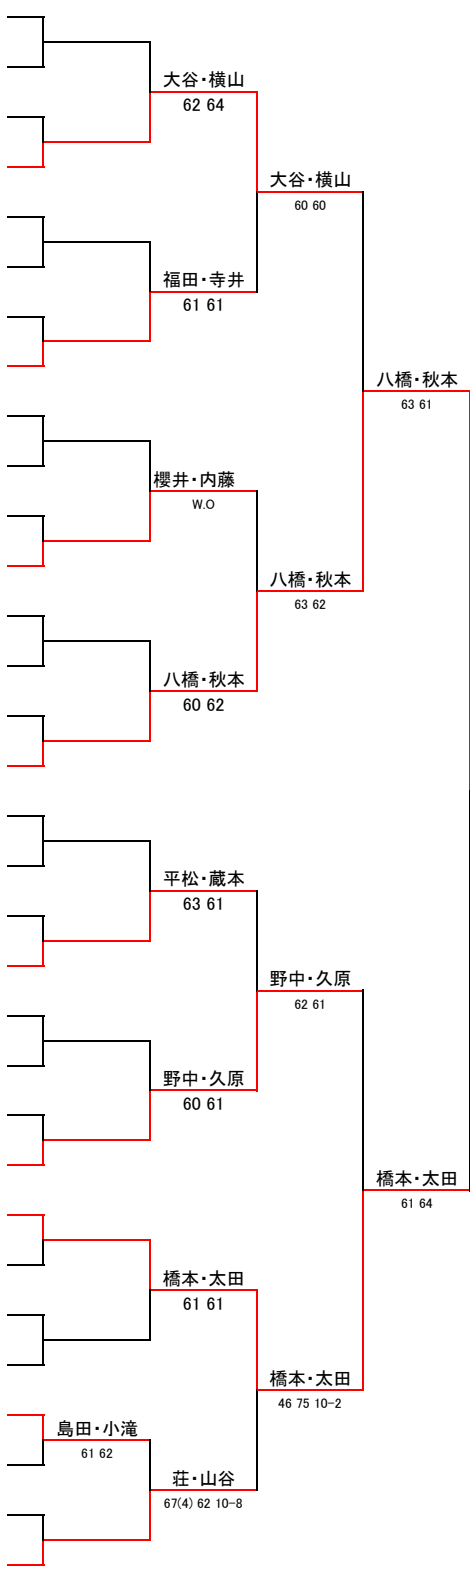 大谷・横山
62 64
大谷・横山
60 60
福田・寺井
61 61
八橋・秋本
63 61
櫻井・内藤
W.O
八橋・秋本
63 62
八橋・秋本
60 62
平松・蔵本
63 61
野中・久原
62 61
野中・久原
60 61
橋本・太田
61 64
橋本・太田
61 61
橋本・太田
46 75 10-2
島田・小滝
61 62
荘・山谷
67(4) 62 10-8